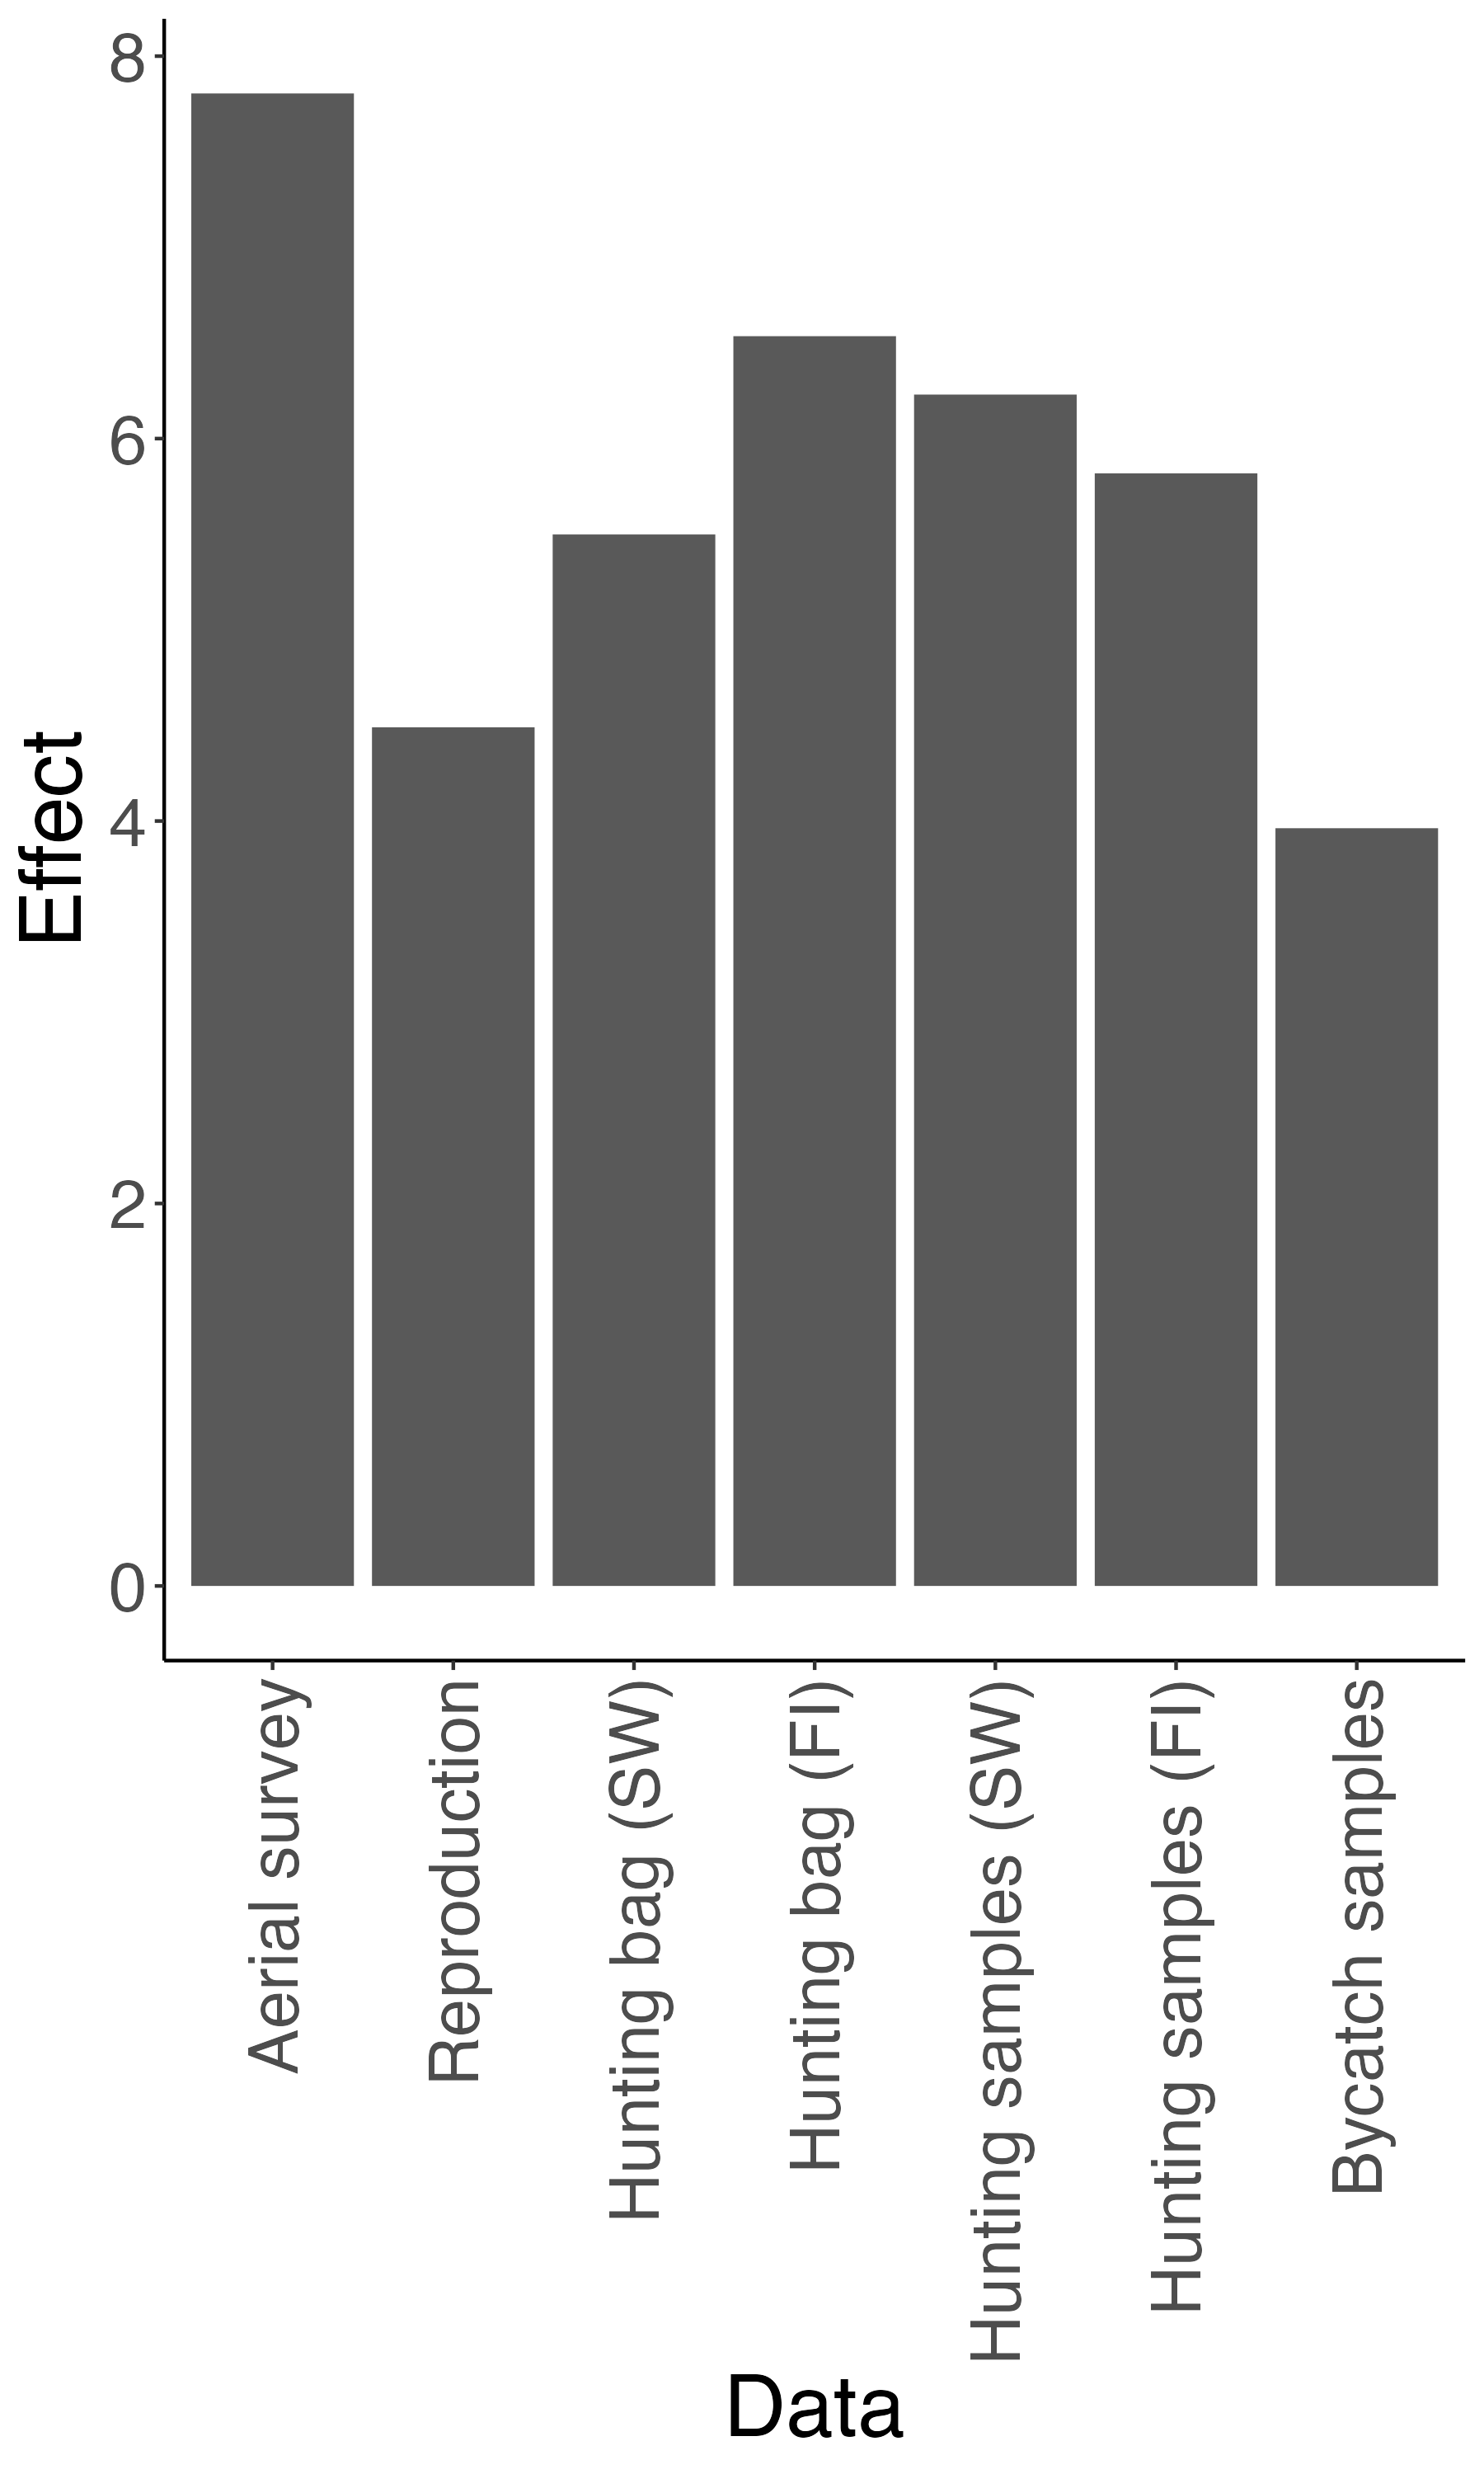 Effect
8
6
4
2
0
Aerial survey
Reproduction
Hunting bag (SW)
Hunting bag (FI)
Hunting samples (SW)
Hunting samples (FI)
Bycatch samples
Data